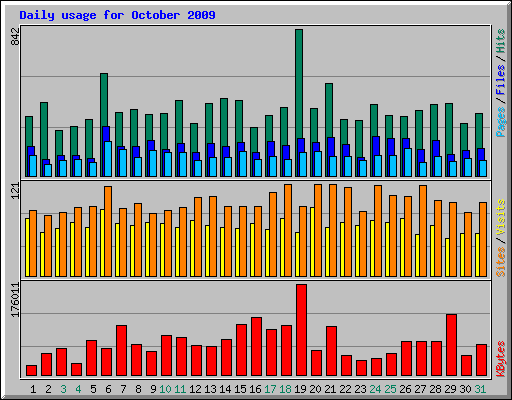 Daily usage for October 2009
842
Pages / Files / Hits
121
Sites / Visits
176011
KBytes
1 2 3 4 5 6 7 8 9 10 11 12 13 14 15 16 17 18 19 20 21 22 23 24 25 26 27 28 29 30 31